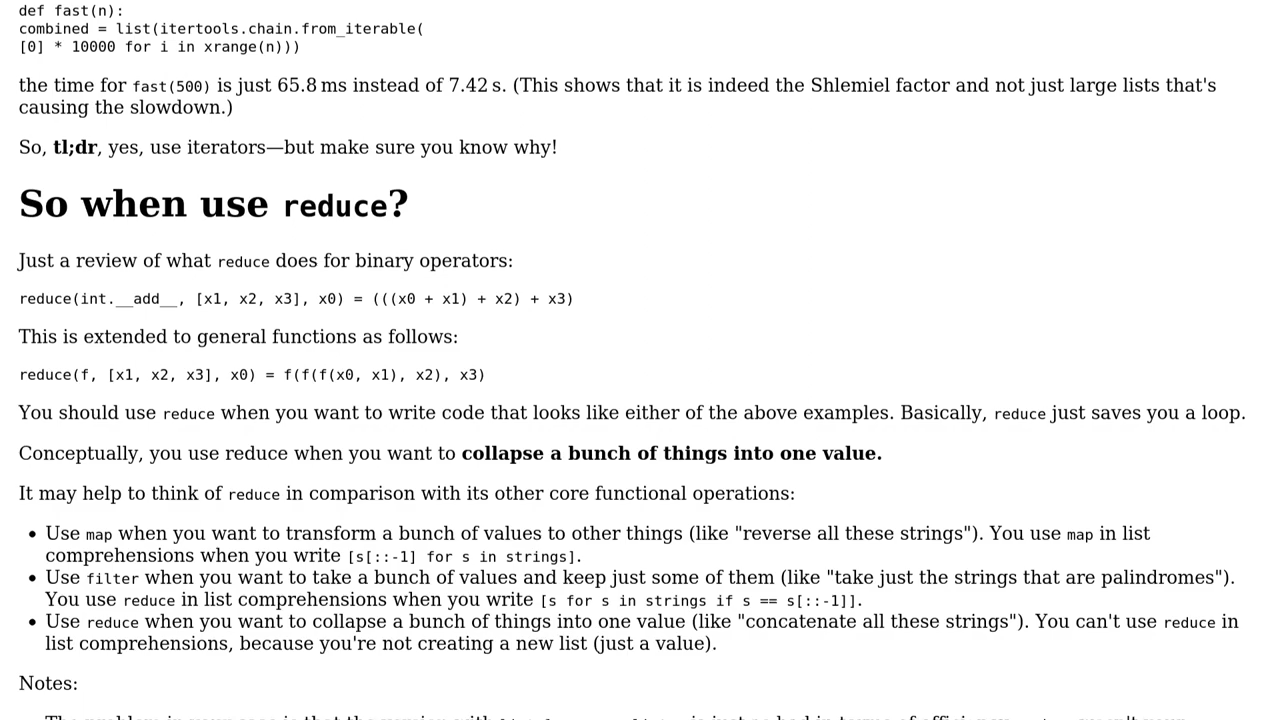 def fast(n):
combined = list(itertools.chain.from_iterable(
[0] * 10000 for i in xrange(n)))
the time for fast(500) is just 65.8 ms instead of 7.42 s. (This shows that it is indeed the Shlemiel factor and not just large lists that's
causing the slowdown.)
So, tl;dr, yes, use iterators—but make sure you know why!
So when use reduce?
Just a review of what reduce does for binary operators:
reduce(int.__add__, [x1, x2, x3], x0) = (((x0 + x1) + x2) + x3)
This is extended to general functions as follows:
reduce(f, [x1, x2, x3], x0) = f(f(f(x0, x1), x2), x3)
You should use reduce when you want to write code that looks like either of the above examples. Basically, reduce just saves you a loop.
Conceptually, you use reduce when you want to collapse a bunch of things into one value.
It may help to think of reduce in comparison with its other core functional operations:
• Use map when you want to transform a bunch of values to other things (like "reverse all these strings"). You use map in list
comprehensions when you write [s[::-1] for s in strings].
• Use filter when you want to take a bunch of values and keep just some of them (like "take just the strings that are palindromes").
You use reduce in list comprehensions when you write [s for s in strings if s == s[::-1]].
• Use reduce when you want to collapse a bunch of things into one value (like "concatenate all these strings"). You can't use reduce in
list comprehensions, because you're not creating a new list (just a value).
Notes: